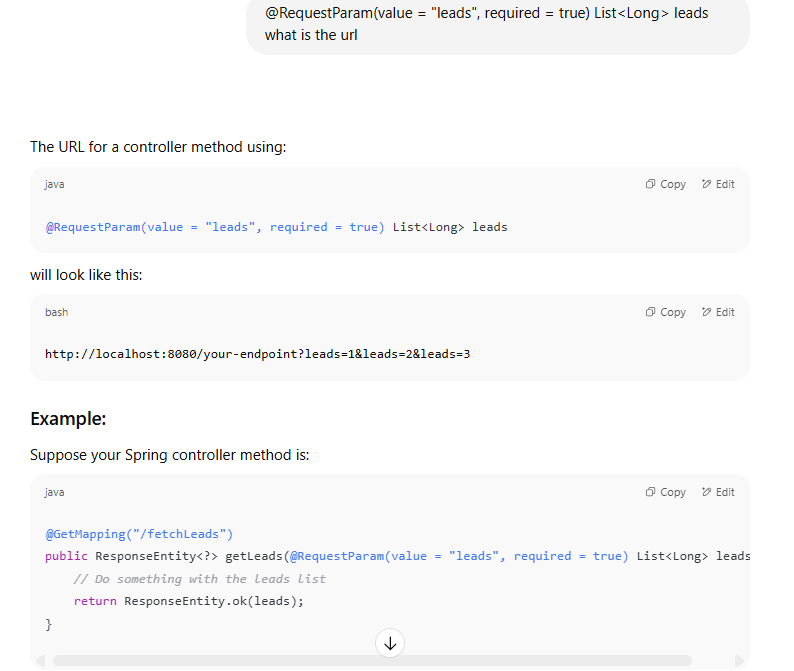 @RequestParam(value = "leads", required = true) List<Long> leads
what is the url
The URL for a controller method using:
java
Copy
Edit
@RequestParam(value = "leads", required = true) List<Long> leads
will look like this:
bash
Copy
Edit
http://localhost:8080/your-endpoint?leads=1&leads=2&leads=3
Example:
Suppose your Spring controller method is:
java
Copy
Edit
@GetMapping("/fetchLeads")
public ResponseEntity<?> getLeads(@RequestParam(value = "leads", required = true) List<Long> leads
// Do something with the leads list
return ResponseEntity.ok(leads);
}